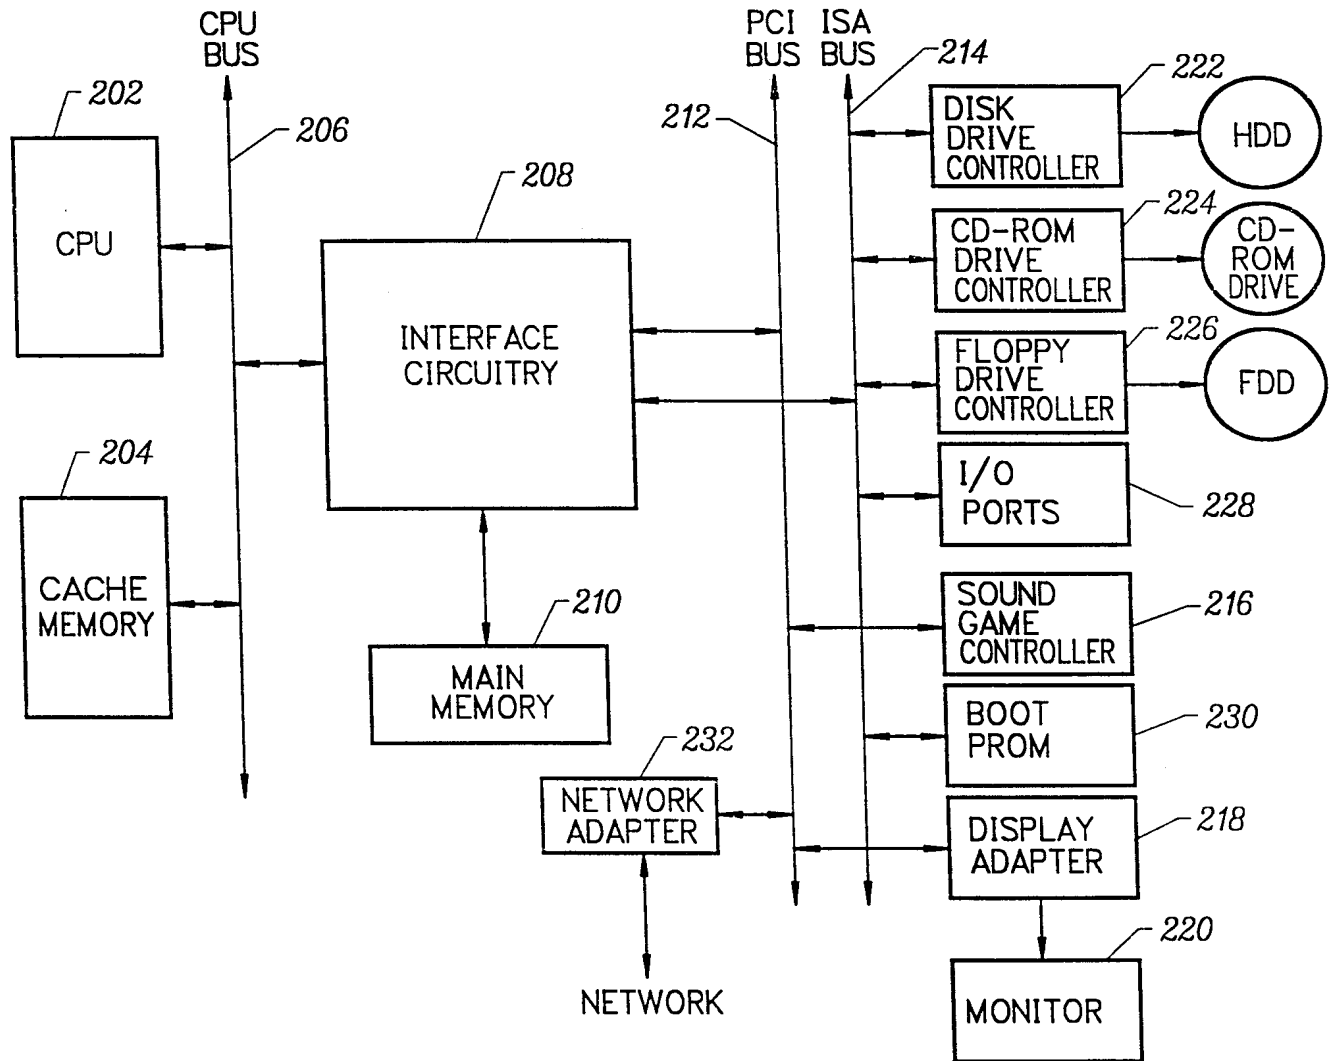 CPU
BUS
PCI
BUS
ISA
BUS
202
206
208
212
214
222
CPU
DISK
DRIVE
CONTROLLER
HDD
224
CD-ROM
DRIVE
CONTROLLER
CD-
ROM
DRIVE
INTERFACE
CIRCUITRY
226
FLOPPY
DRIVE
CONTROLLER
FDD
204
I/O
PORTS
228
CACHE
MEMORY
210
MAIN
MEMORY
SOUND
GAME
CONTROLLER
216
BOOT
PROM
230
232
NETWORK
ADAPTER
DISPLAY
ADAPTER
218
NETWORK
220
MONITOR